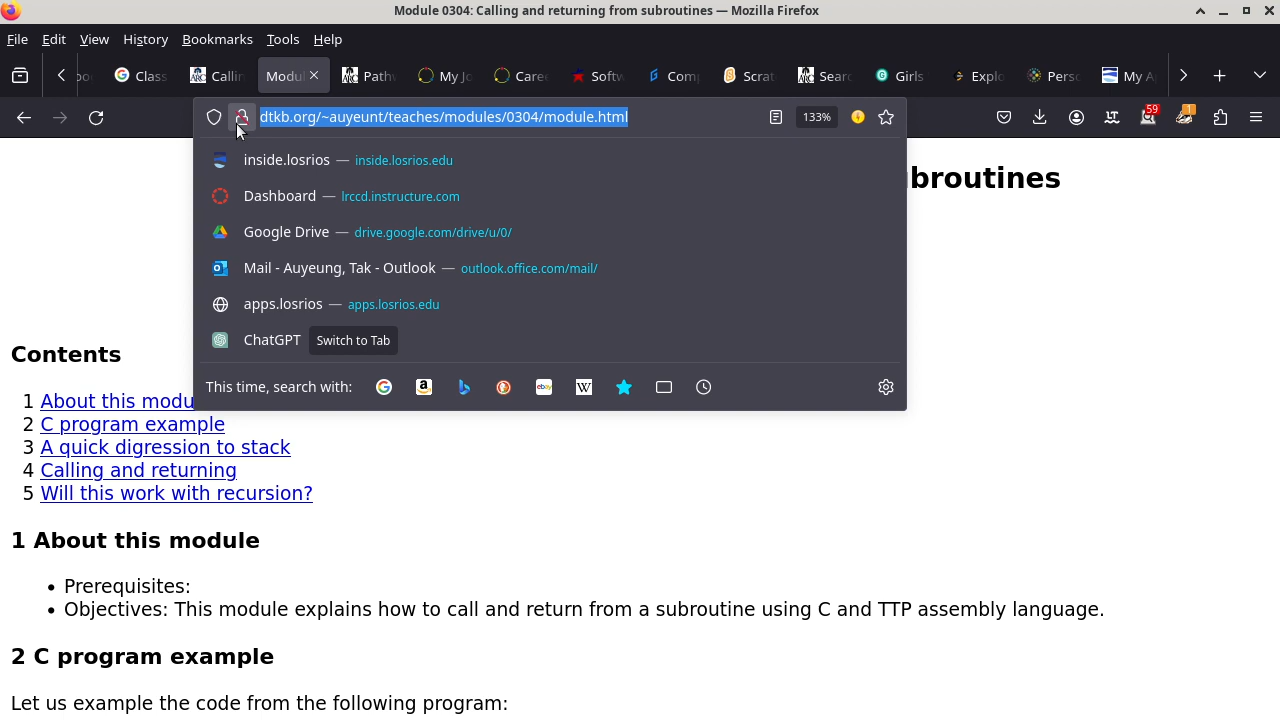 Module 0304: Calling and returning from subroutines — Mozilla Firefox
File Edit View History Bookmarks Tools Help
Class Callin Modul Pathw My Jo Caree Softw Comp Scrat Searc Girls Explo Perso My A
dtkb.org/~auyeunt/teaches/modules/0304/module.html 133% 59 1
inside.losrios — inside.losrios.edu
broutines
Dashboard — lrccd.instructure.com
Google Drive — drive.google.com/drive/u/0/
Mail - Auyeung, Tak - Outlook — outlook.office.com/mail/
apps.losrios — apps.losrios.edu
ChatGPT Switch to Tab
Contents
This time, search with: ebay W
1 About this modu
2 C program example
3 A quick digression to stack
4 Calling and returning
5 Will this work with recursion?
1 About this module
• Prerequisites:
• Objectives: This module explains how to call and return from a subroutine using C and TTP assembly language.
2 C program example
Let us example the code from the following program: